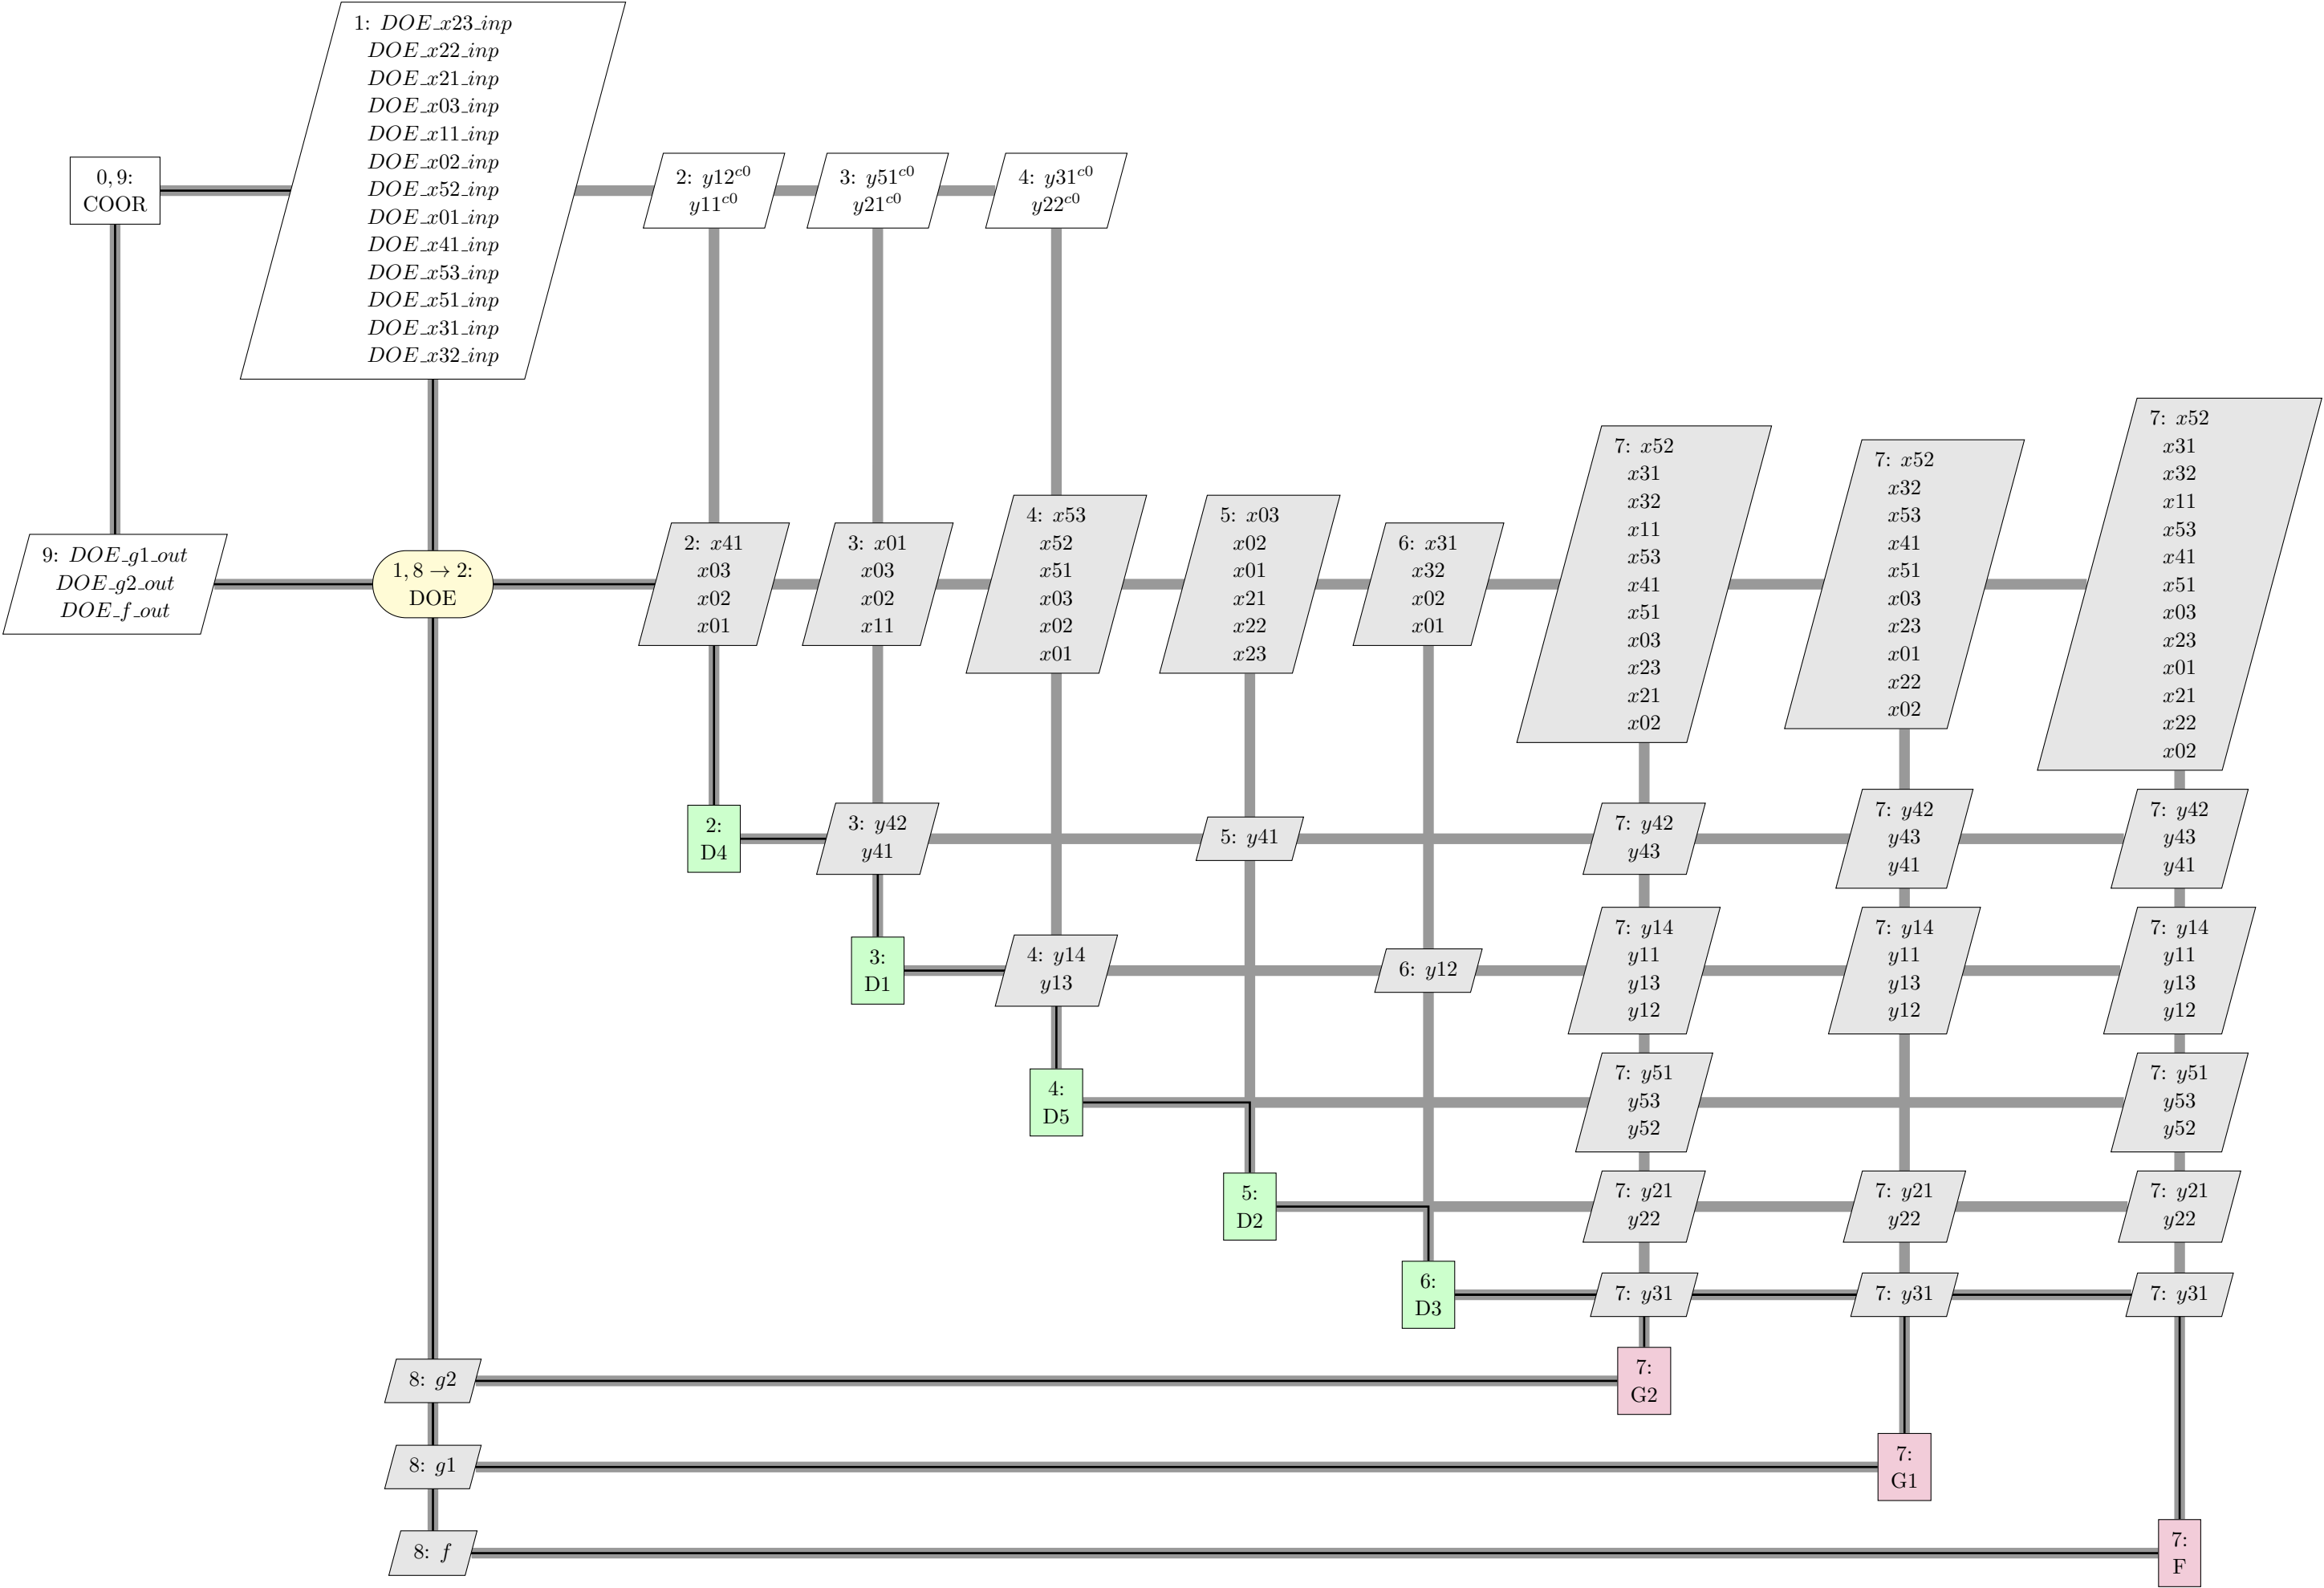 1: DOE_x23_inp
DOE_x22_inp
DOE_x21_inp
DOE_x03_inp
DOE_x11_inp
DOE_x02_inp
DOE_x52_inp
DOE_x01_inp
DOE_x41_inp
DOE_x53_inp
DOE_x51_inp
DOE_x31_inp
DOE_x32_inp
0, 9:
COOR
2: y12^{c0}
y11^{c0}
3: y51^{c0}
y21^{c0}
4: y31^{c0}
y22^{c0}
9: DOE_g1_out
DOE_g2_out
DOE_f_out
1, 8 → 2:
DOE
2: x41
x03
x02
x01
3: x01
x03
x02
x11
4: x53
x52
x51
x03
x02
x01
5: x03
x02
x01
x21
x22
x23
6: x31
x32
x02
x01
7: x52
x31
x32
x11
x53
x41
x51
x03
x23
x21
x02
7: x52
x32
x53
x41
x51
x03
x23
x01
x22
x02
7: x52
x31
x32
x11
x53
x41
x51
x03
x23
x01
x21
x22
x02
2:
D4
3: y42
y41
5: y41
7: y42
y43
7: y42
y43
y41
7: y42
y43
y41
3:
D1
4: y14
y13
6: y12
7: y14
y11
y13
y12
7: y14
y11
y13
y12
7: y14
y11
y13
y12
4:
D5
7: y51
y53
y52
7: y51
y53
y52
5:
D2
7: y21
y22
7: y21
y22
7: y21
y22
6:
D3
7: y31
7: y31
7: y31
8: g2
7:
G2
8: g1
7:
G1
8: f
7:
F